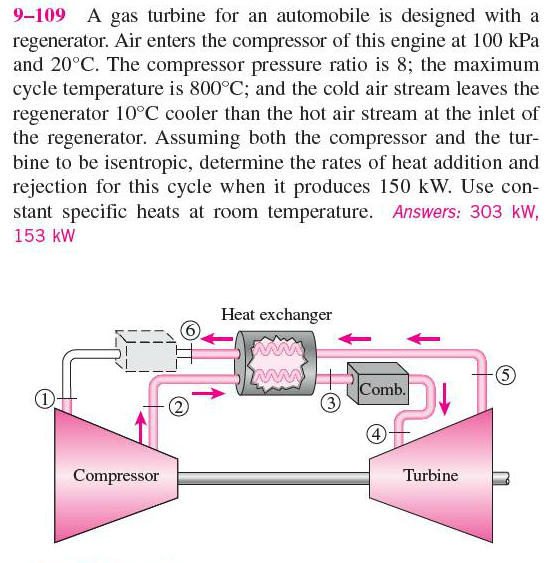 9–109 A gas turbine for an automobile is designed with a
regenerator. Air enters the compressor of this engine at 100 kPa
and 20°C. The compressor pressure ratio is 8; the maximum
cycle temperature is 800°C; and the cold air stream leaves the
regenerator 10°C cooler than the hot air stream at the inlet of
the regenerator. Assuming both the compressor and the tur-
bine to be isentropic, determine the rates of heat addition and
rejection for this cycle when it produces 150 kW. Use con-
stant specific heats at room temperature. Answers: 303 kW,
153 kW
Heat exchanger
6
5
Comb.
1
2
3
4
Compressor
Turbine